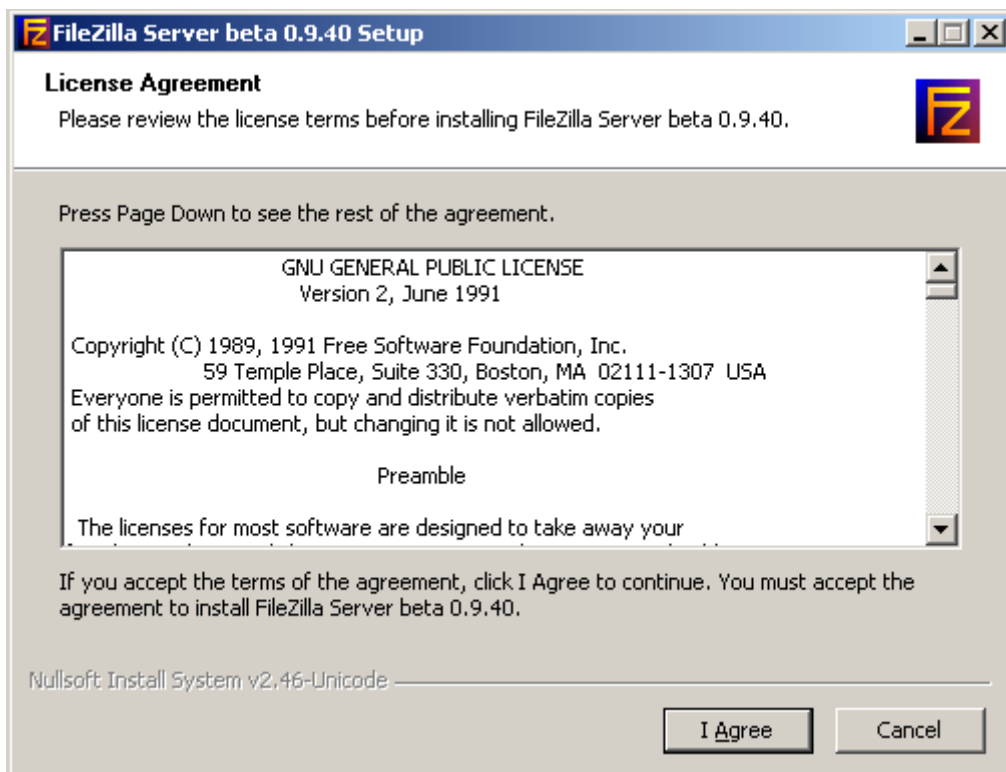 FileZilla Server beta 0.9.40 Setup
License Agreement
Please review the license terms before installing FileZilla Server beta 0.9.40.
FZ
Press Page Down to see the rest of the agreement.
GNU GENERAL PUBLIC LICENSE
Version 2, June 1991
Copyright (C) 1989, 1991 Free Software Foundation, Inc.
59 Temple Place, Suite 330, Boston, MA 02111-1307 USA
Everyone is permitted to copy and distribute verbatim copies
of this license document, but changing it is not allowed.
Preamble
The licenses for most software are designed to take away your
If you accept the terms of the agreement, click I Agree to continue. You must accept the
agreement to install FileZilla Server beta 0.9.40.
Nullsoft Install System v2.46-Unicode
I Agree
Cancel